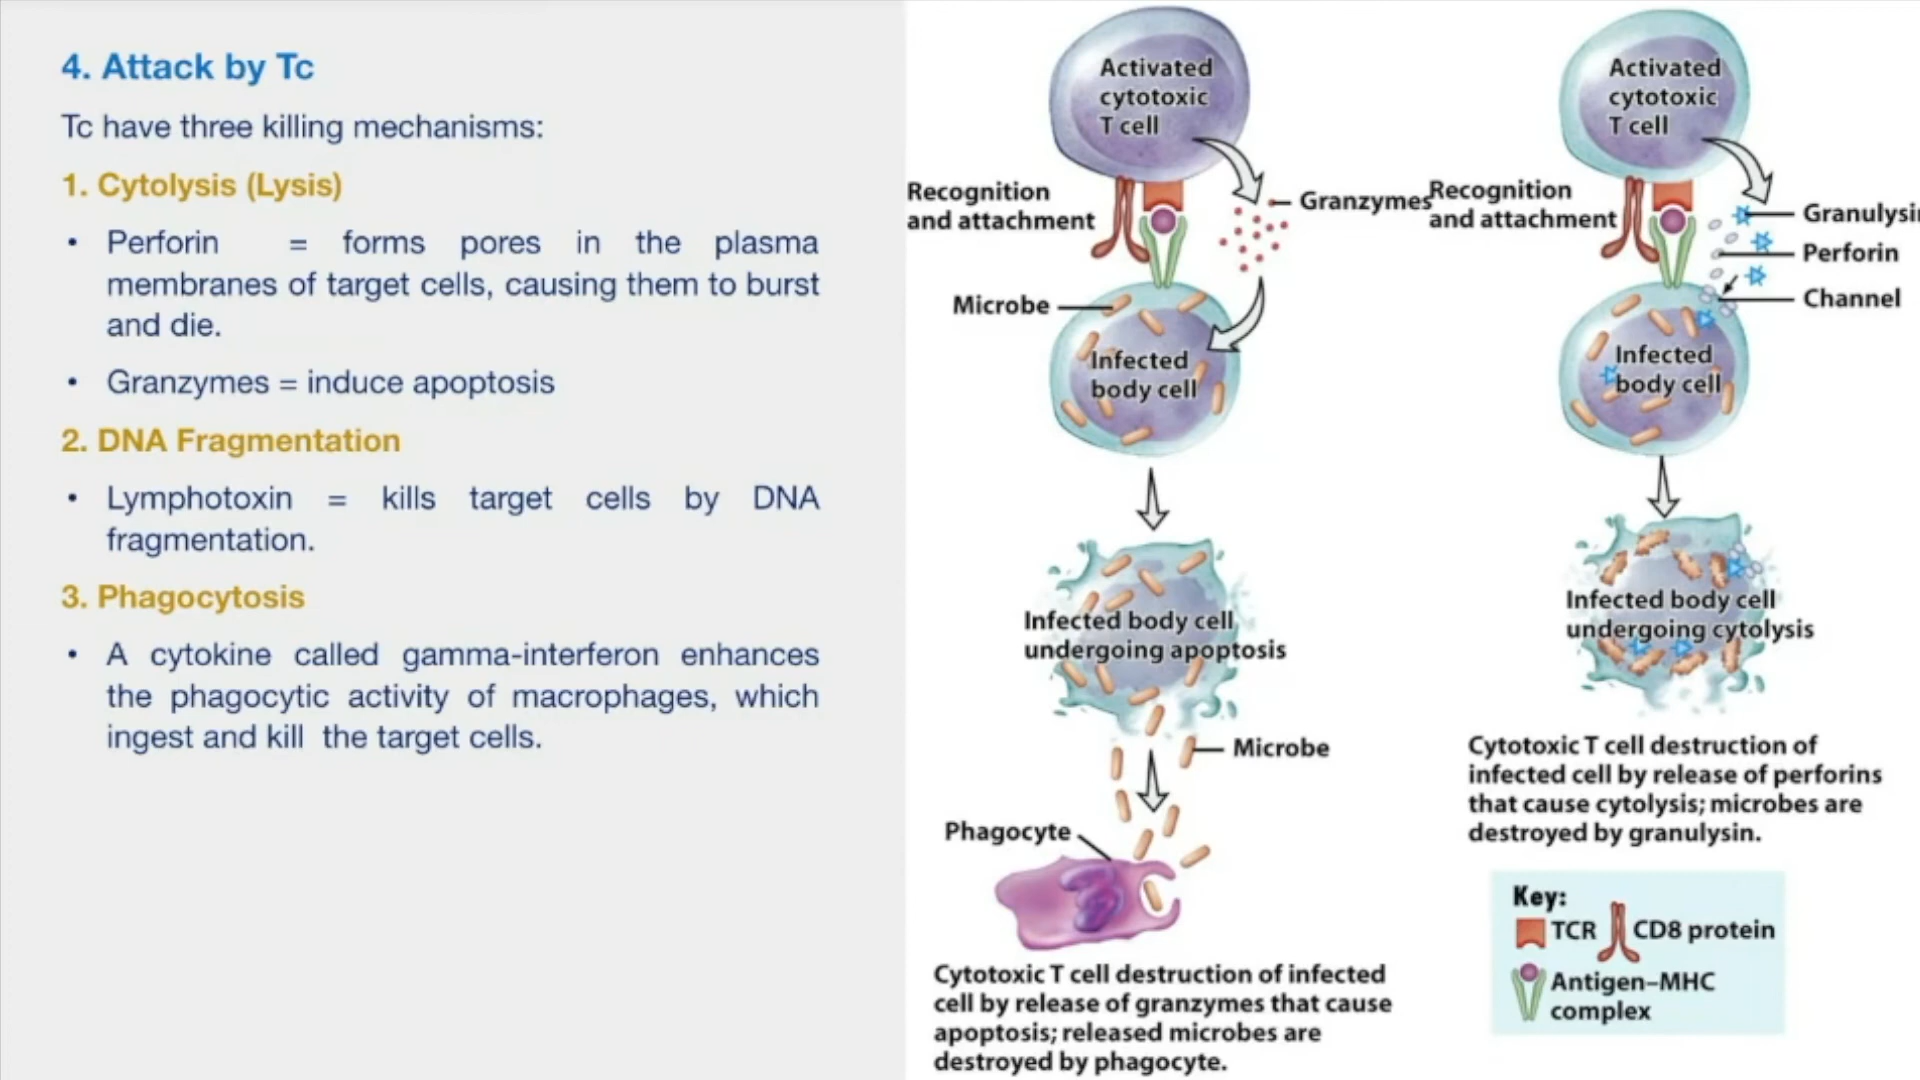 4. Attack by Tc
Tc have three killing mechanisms:
1. Cytolysis (Lysis)
• Perforin = forms pores in the plasma
membranes of target cells, causing them to burst
and die.
• Granzymes = induce apoptosis
2. DNA Fragmentation
• Lymphotoxin = kills target cells by DNA
fragmentation.
3. Phagocytosis
• A cytokine called gamma-interferon enhances
the phagocytic activity of macrophages, which
ingest and kill the target cells.
Activated
cytotoxic
T cell
Recognition
and attachment
Granzymes
Microbe
Infected
body cell
Infected body cell
undergoing apoptosis
Microbe
Phagocyte
Cytotoxic T cell destruction of infected
cell by release of granzymes that cause
apoptosis; released microbes are
destroyed by phagocyte.
Activated
cytotoxic
T cell
Recognition
and attachment
Granulysi
Perforin
Channel
Infected
body cell
Infected body cell
undergoing cytolysis
Cytotoxic T cell destruction of
infected cell by release of perforins
that cause cytolysis; microbes are
destroyed by granulysin.
Key:
TCR CD8 protein
Antigen–MHC
complex